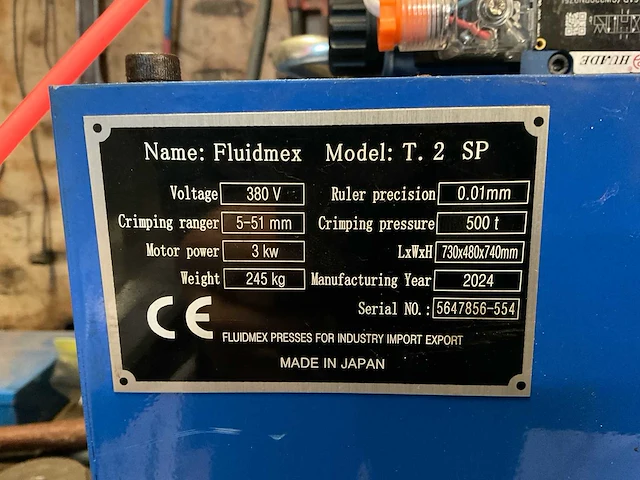 HUADE
Name: Fluidmex Model: T. 2 SP
Voltage 380 V Ruler precision 0.01mm
Crimping ranger 5-51 mm Crimping pressure 500 t
Motor power 3 kw LxWxH 730x480x740mm
Weight 245 kg Manufacturing Year 2024
Serial NO.: 5647856-554
CE
FLUIDMEX PRESSES FOR INDUSTRY IMPORT EXPORT
MADE IN JAPAN